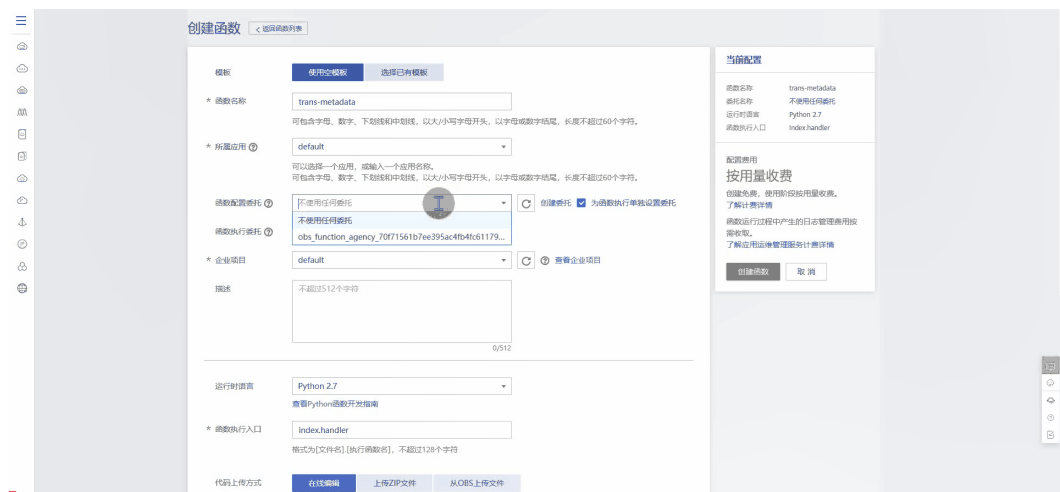 创建函数 < 返回函数列表
模板 使用空模板 选择已有模板
* 函数名称 trans-metadata
可包含字母、数字、下划线和中划线，以大/小写字母开头，以字母或数字结尾，长度不超过60个字符。
* 所属应用 default
可以选择一个应用，或输入一个应用名称。
可包含字母、数字、下划线和中划线，以大/小写字母开头，以字母或数字结尾，长度不超过60个字符。
函数配置委托 不使用任何委托 创建委托 为函数执行单独设置委托
不使用任何委托
函数执行委托 obs_function_agency_70f71561b7ee395ac4fb4fc61179...
* 企业项目 default 查看企业项目
描述 不超过512个字符
0/512
运行时语言 Python 2.7
查看Python函数开发指南
* 函数执行入口 index.handler
格式为[文件名].[执行函数名]，不超过128个字符
代码上传方式 在线编辑 上传ZIP文件 从OBS上传文件
当前配置
函数名称 trans-metadata
委托名称 不使用任何委托
运行时语言 Python 2.7
函数执行入口 index.handler
配置费用
按用量收费
创建免费，使用阶段按用量收费。
了解计费详情
函数运行过程中产生的日志管理费用按
需收取。
了解应用运维管理服务计费详情
创建函数 取消